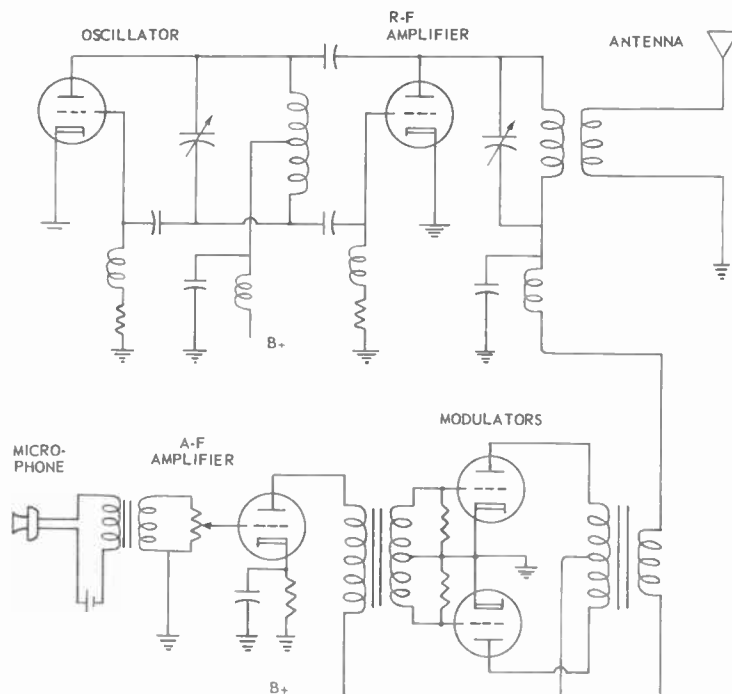 OSCILLATOR
R-F
AMPLIFIER
ANTENNA
B+
MODULATORS
MICRO-
PHONE
A-F
AMPLIFIER
B+